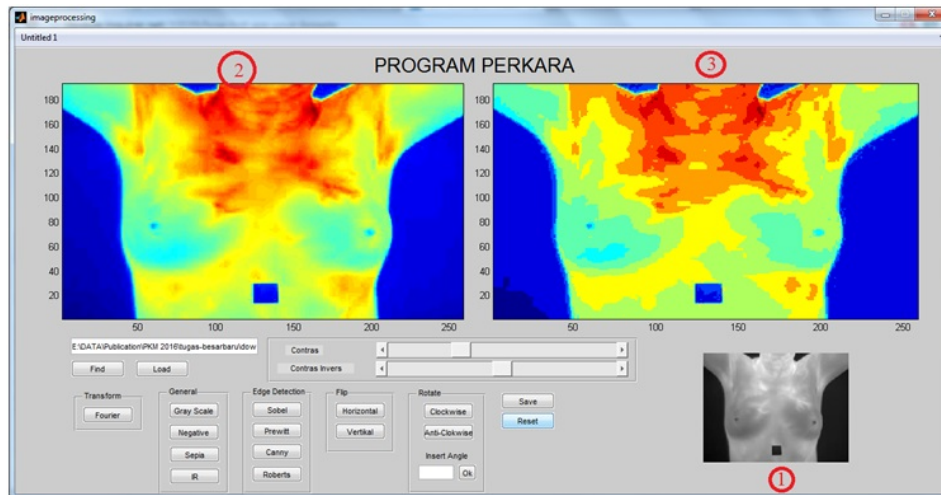 imageprocessing
Untitled 1
2
PROGRAM PERKARA
3
180
160
140
120
100
80
60
40
20
50
100
150
200
250
180
160
140
120
100
80
60
40
20
50
100
150
200
250
E:\DATA\Publication\PKM 2016\tugas-besarbaru\dow
Find
Load
Contras
Contras Invers
Transform
Fourier
General
Gray Scale
Negative
Sepia
IR
Edge Detection
Sobel
Prewitt
Canny
Roberts
Flip
Horizontal
Vertikal
Rotate
Clockwise
Anti-Clokwise
Insert Angle
Ok
Save
Reset
1